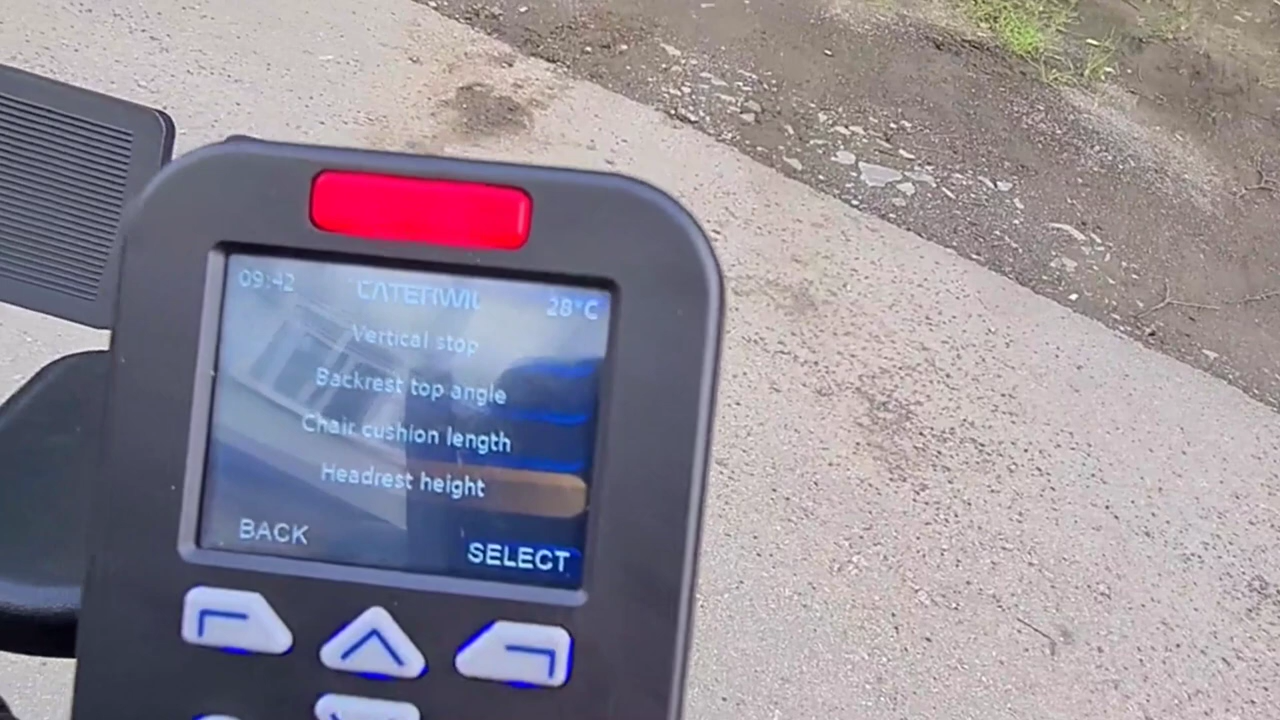 09:42 CATERWIL 28°C
Vertical stop
Backrest top angle
Chair cushion length
Headrest height
BACK SELECT